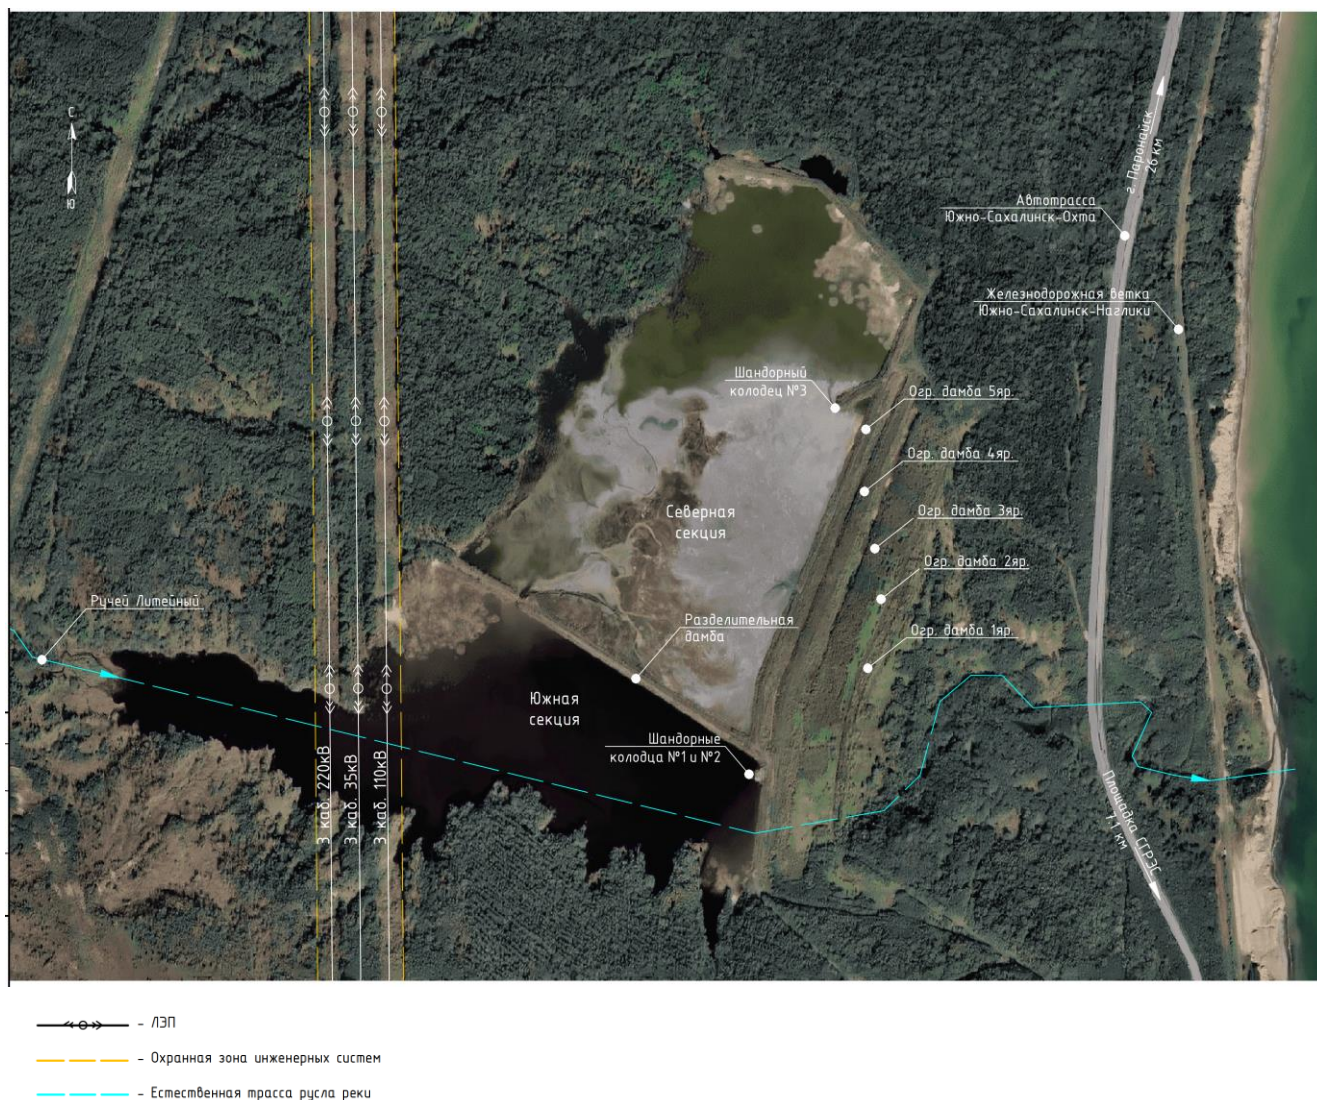 С
Ю
г. Паронайск
26 км
Автотрасса
Южно-Сахалинск-Охта
Железнодорожная ветка
Южно-Сахалинск-Наглики
Шандорный
колодец №3
Огр. дамба 5яр.
Огр. дамба 4яр.
Северная
секция
Огр. дамба 3яр.
Огр. дамба 2яр.
Ручей Литейный
Разделительная
дамба
Огр. дамба 1яр.
Южная
секция
Шандорные
колодца №1 и №2
3 каб. 220кВ
3 каб. 35кВ
3 каб. 110кВ
Площадка СГРЭС
7,1 км
- ЛЭП
- Охранная зона инженерных систем
- Естественная трасса русла реки